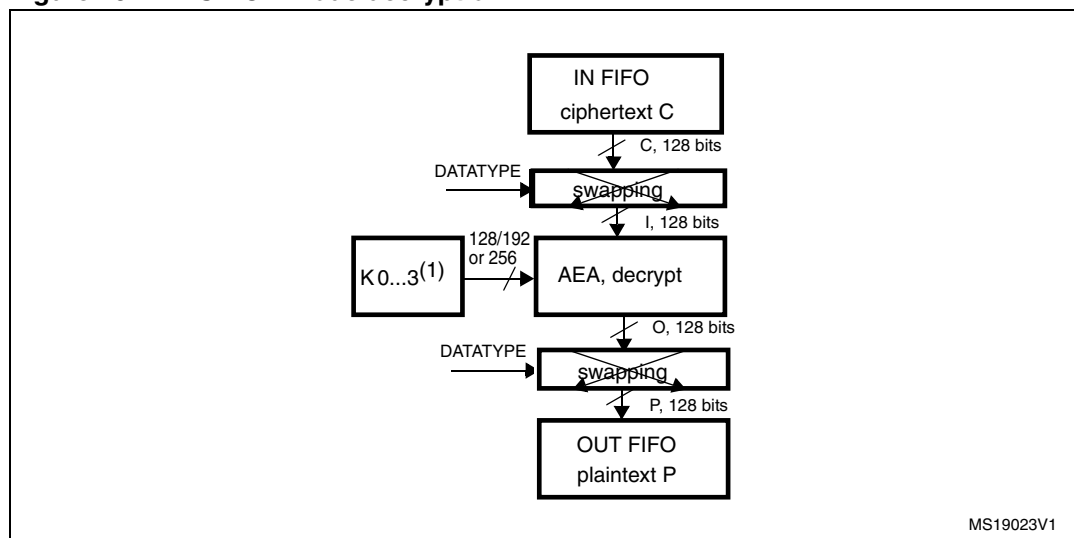 IN FIFO
ciphertext C
C, 128 bits
DATATYPE
swapping
I, 128 bits
128/192
or 256
K 0...3(1)
AEA, decrypt
O, 128 bits
DATATYPE
swapping
P, 128 bits
OUT FIFO
plaintext P
MS19023V1